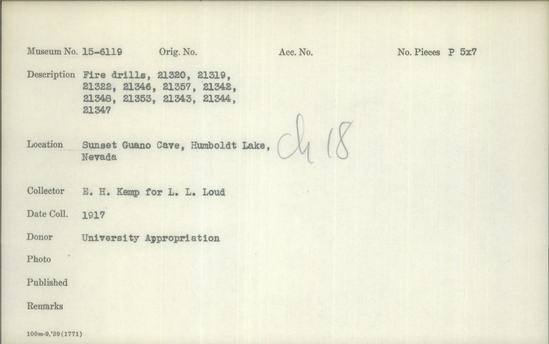 Museum No. 15-6119 Orig. No. Acc. No. No. Pieces P 5x7
Description Fire drills, 21320, 21319,
21322, 21346, 21357, 21342,
21348, 21353, 21343, 21344,
21347
Location Sunset Guano Cave, Humboldt Lake,
Nevada
ch 18
Collector E. H. Kemp for L. L. Loud
Date Coll. 1917
Donor University Appropriation
Photo
Published
Remarks
100m-9,'39(1771)